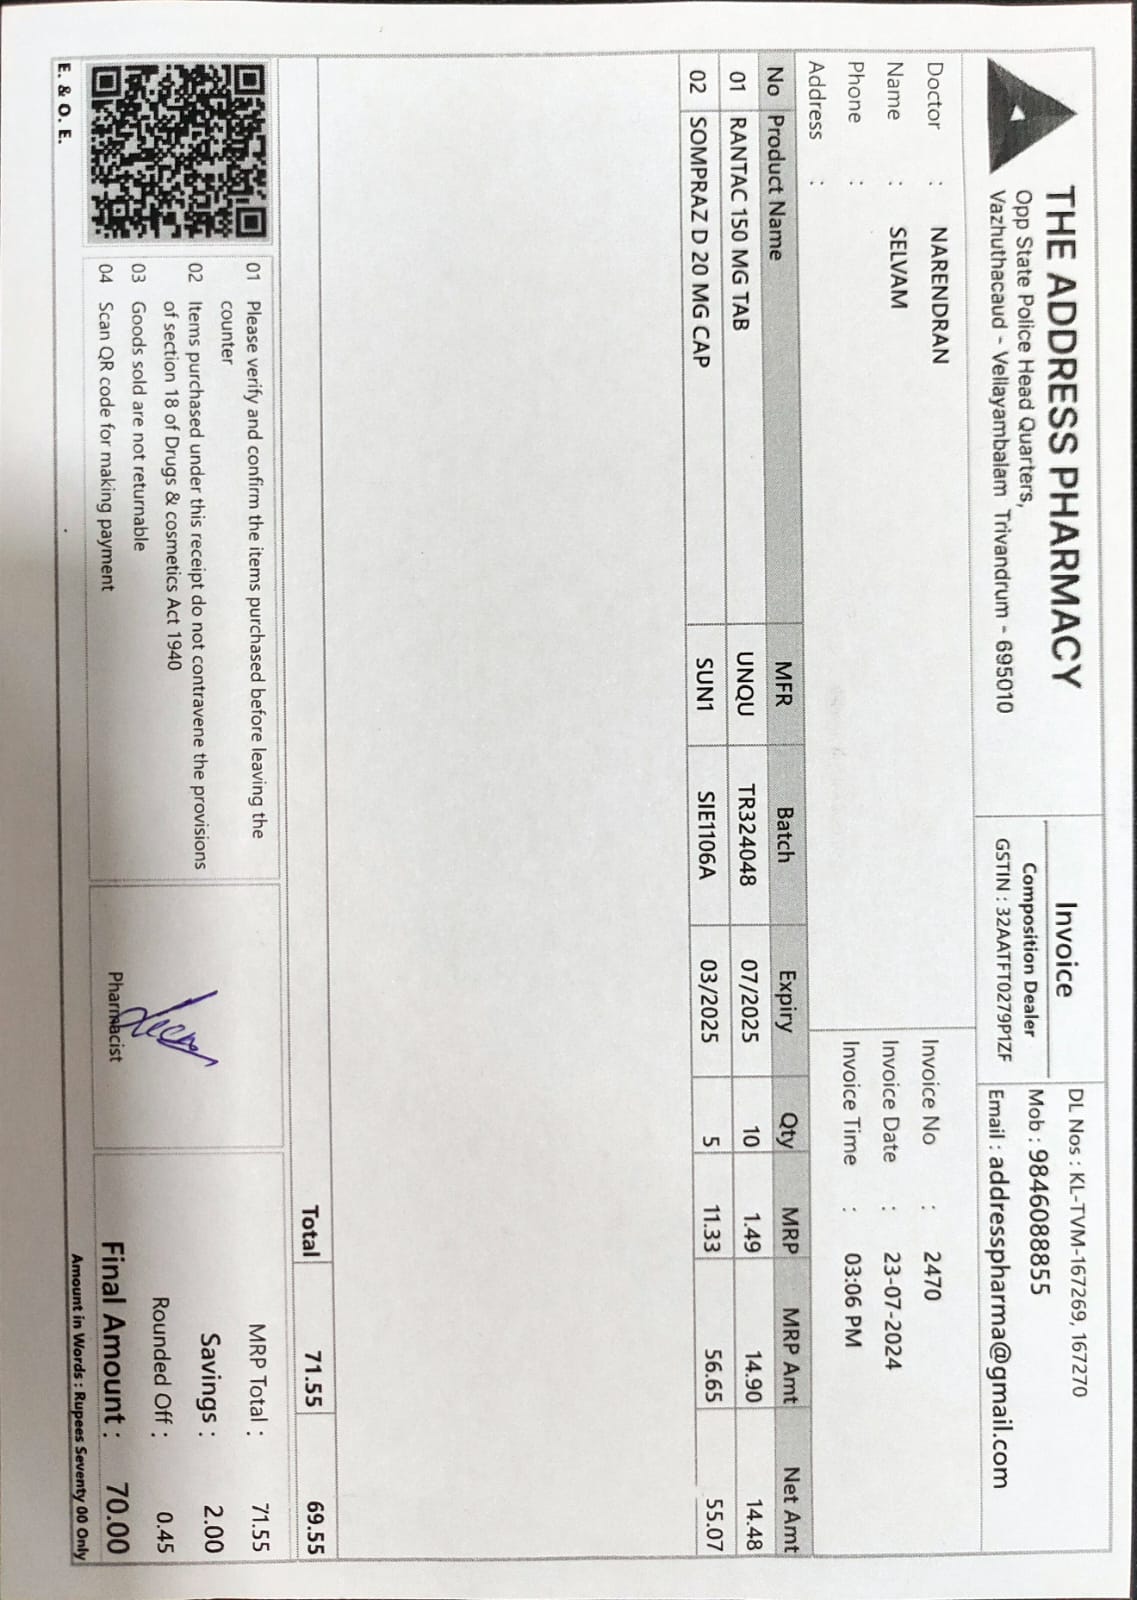 THE ADDRESS PHARMACY
Opp State Police Head Quarters,
Vazhuthacaud - Vellayambalam Trivandrum - 695010
Invoice
Composition Dealer
GSTIN : 32AATFT0279P1ZF
DL Nos : KL-TVM-167269, 167270
Mob : 9846088855
Email : addresspharma@gmail.com
Doctor : NARENDRAN
Name : SELVAM
Phone :
Address :
Invoice No : 2470
Invoice Date : 23-07-2024
Invoice Time : 03:06 PM
No Product Name MFR Batch Expiry Qty MRP MRP Amt Net Amt
01 RANTAC 150 MG TAB UNQU TR324048 07/2025 10 1.49 14.90 14.48
02 SOMPRAZ D 20 MG CAP SUN1 SIE1106A 03/2025 5 11.33 56.65 55.07
Total 71.55 69.55
01 Please verify and confirm the items purchased before leaving the
counter
02 Items purchased under this receipt do not contravene the provisions
of section 18 of Drugs & cosmetics Act 1940
03 Goods sold are not returnable
04 Scan QR code for making payment
Pharmacist
MRP Total : 71.55
Savings : 2.00
Rounded Off : 0.45
Final Amount : 70.00
Amount in Words : Rupees Seventy 00 Only
E. & O. E.